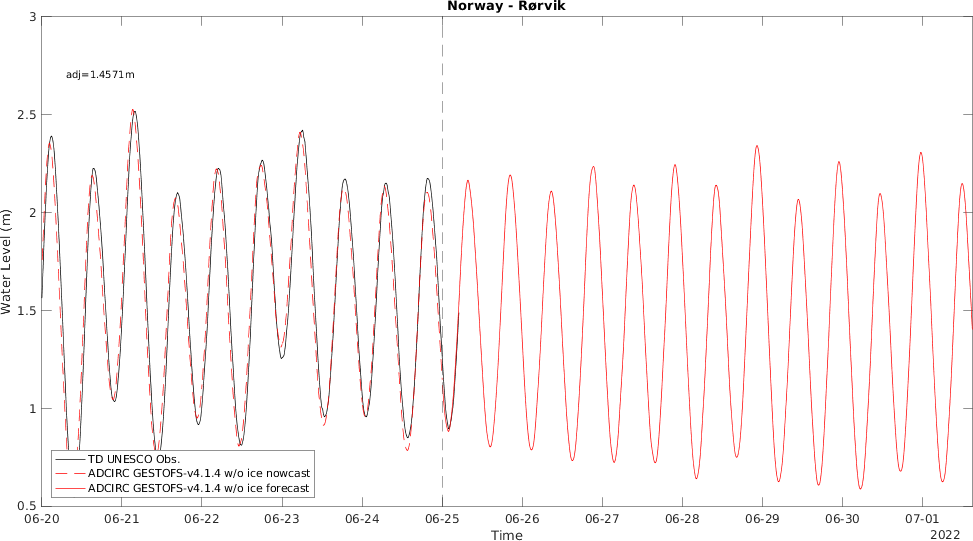 Norway - Rørvik
adj=1.4571m
Water Level (m)
3
2.5
2
1.5
1
0.5
TD UNESCO Obs.
ADCIRC GESTOFS-v4.1.4 w/o ice nowcast
ADCIRC GESTOFS-v4.1.4 w/o ice forecast
06-20 06-21 06-22 06-23 06-24 06-25 06-26 06-27 06-28 06-29 06-30 07-01
Time
2022